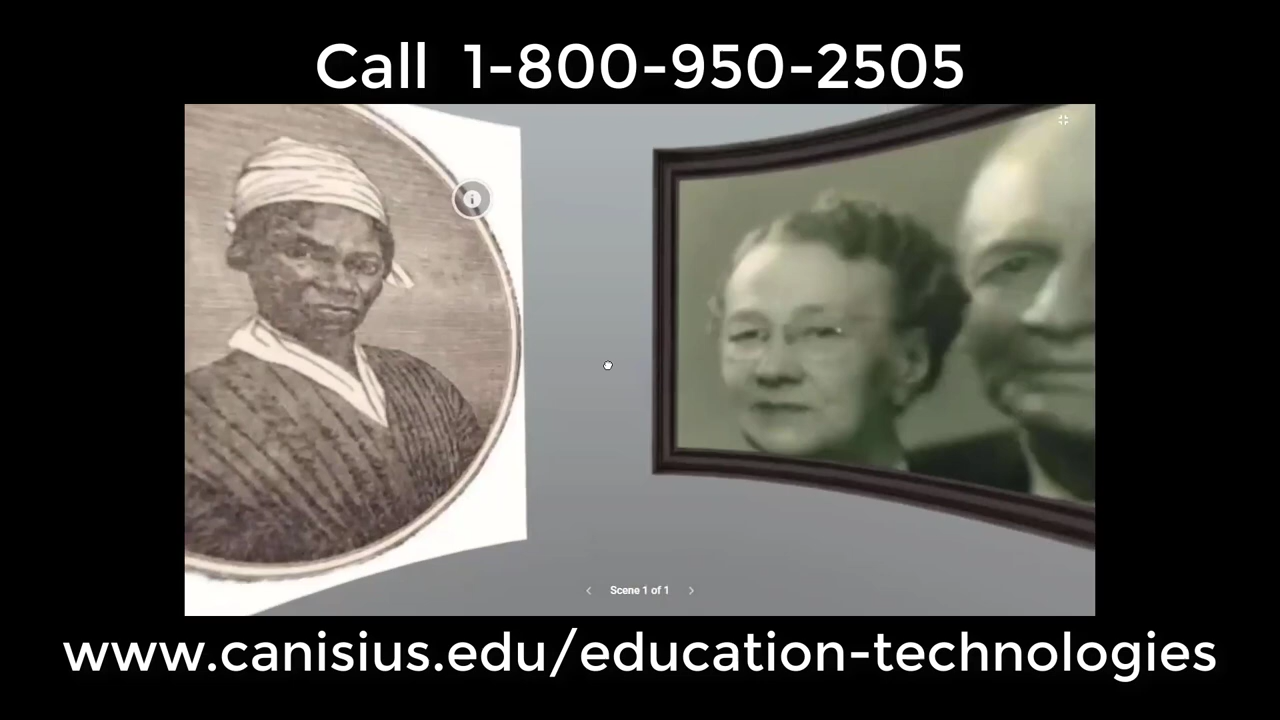 Call 1-800-950-2505
i
Scene 1 of 1
www.canisius.edu/education-technologies